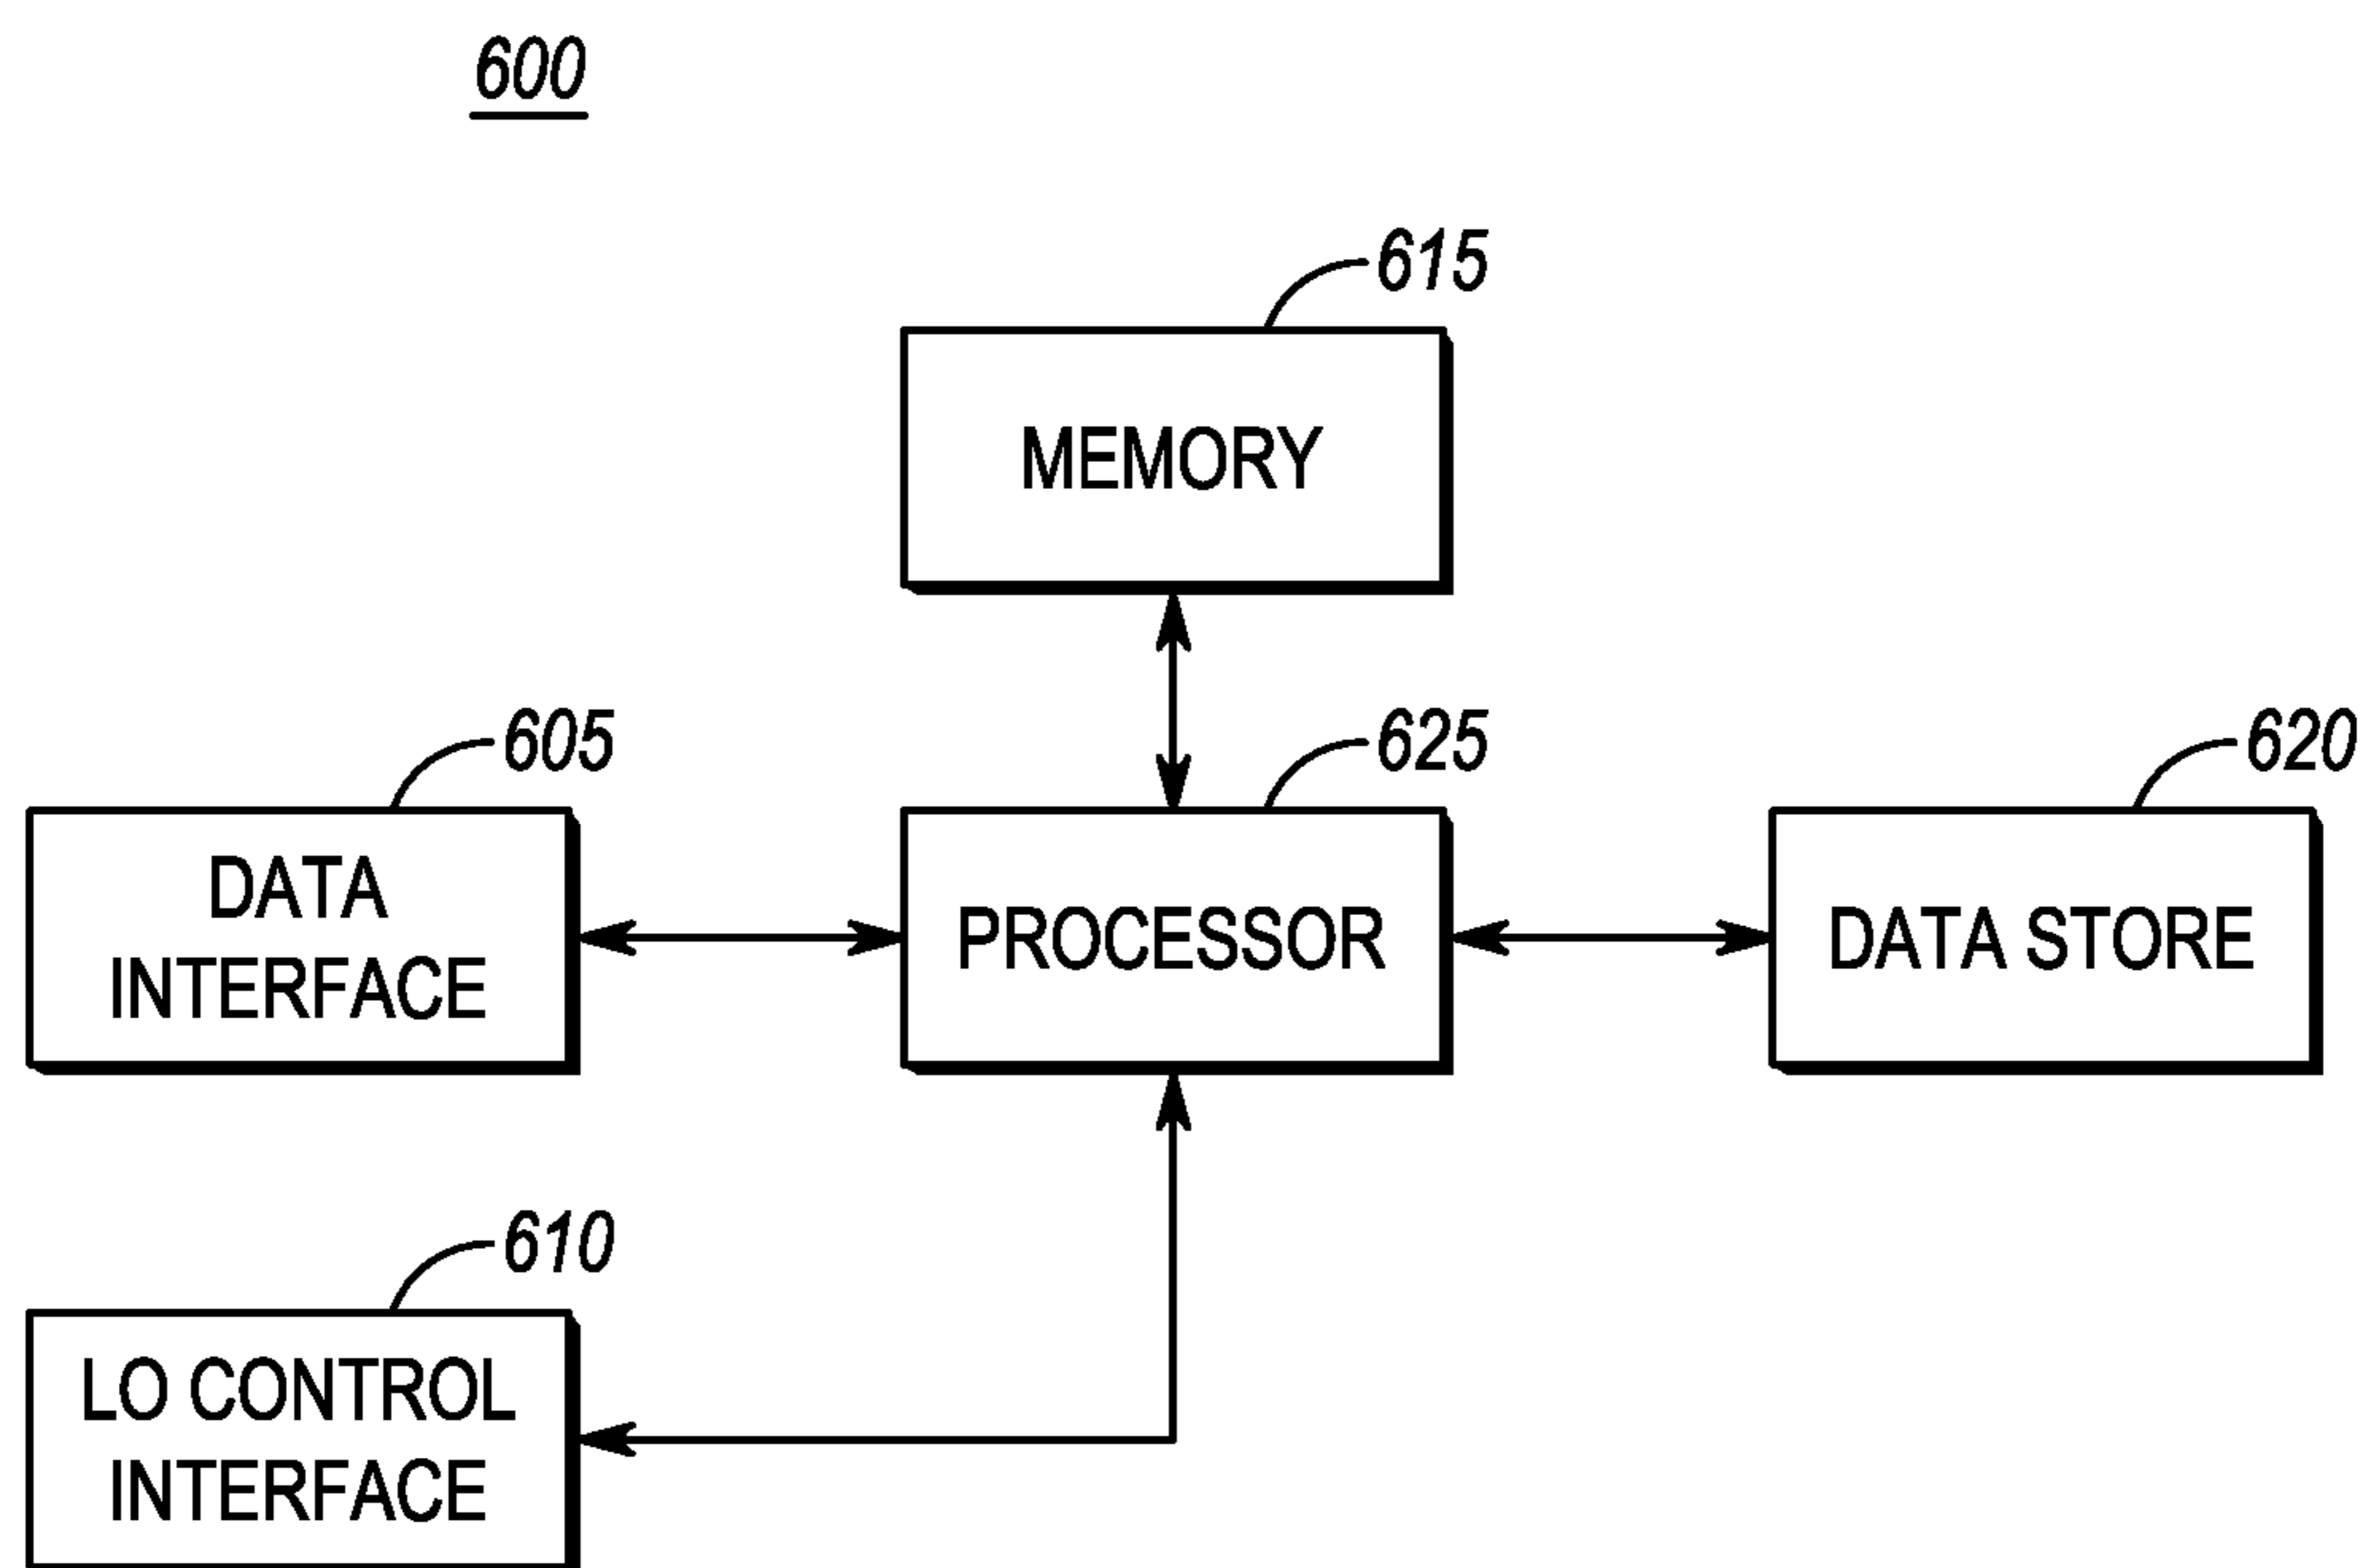 600
615
MEMORY
605
625
620
DATA
INTERFACE
PROCESSOR
DATA STORE
610
LO CONTROL
INTERFACE